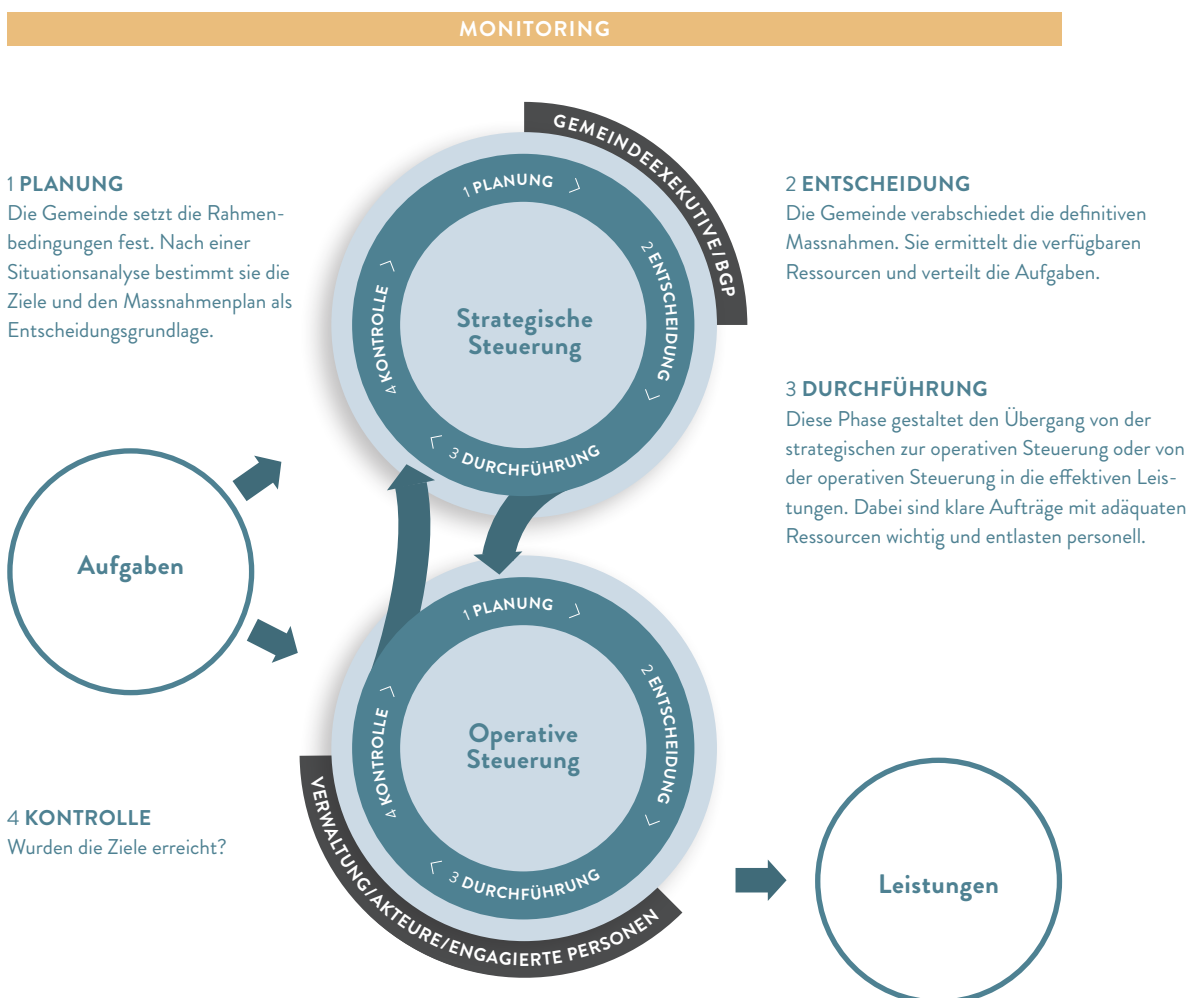 MONITORING
1 PLANUNG
Die Gemeinde setzt die Rahmen-
bedingungen fest. Nach einer
Situationsanalyse bestimmt sie die
Ziele und den Massnahmenplan als
Entscheidungsgrundlage.
GEMEINDEEXEKUTIVE/BGP
1 PLANUNG
2 ENTSCHEIDUNG
3 DURCHFÜHRUNG
4 KONTROLLE
Strategische
Steuerung
2 ENTSCHEIDUNG
Die Gemeinde verabschiedet die definitiven
Massnahmen. Sie ermittelt die verfügbaren
Ressourcen und verteilt die Aufgaben.
3 DURCHFÜHRUNG
Diese Phase gestaltet den Übergang von der
strategischen zur operativen Steuerung oder von
der operativen Steuerung in die effektiven Leis-
tungen. Dabei sind klare Aufträge mit adäquaten
Ressourcen wichtig und entlasten personell.
Aufgaben
1 PLANUNG
2 ENTSCHEIDUNG
3 DURCHFÜHRUNG
4 KONTROLLE
Operative
Steuerung
VERWALTUNG/AKTEURE/ENGAGIERTE PERSONEN
4 KONTROLLE
Wurden die Ziele erreicht?
Leistungen